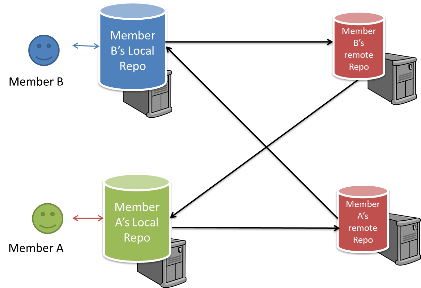 Member
B's Local
Repo
Member
B's
remote
Repo
Member B
Member
A's Local
Repo
Member
A's
remote
Repo
Member A